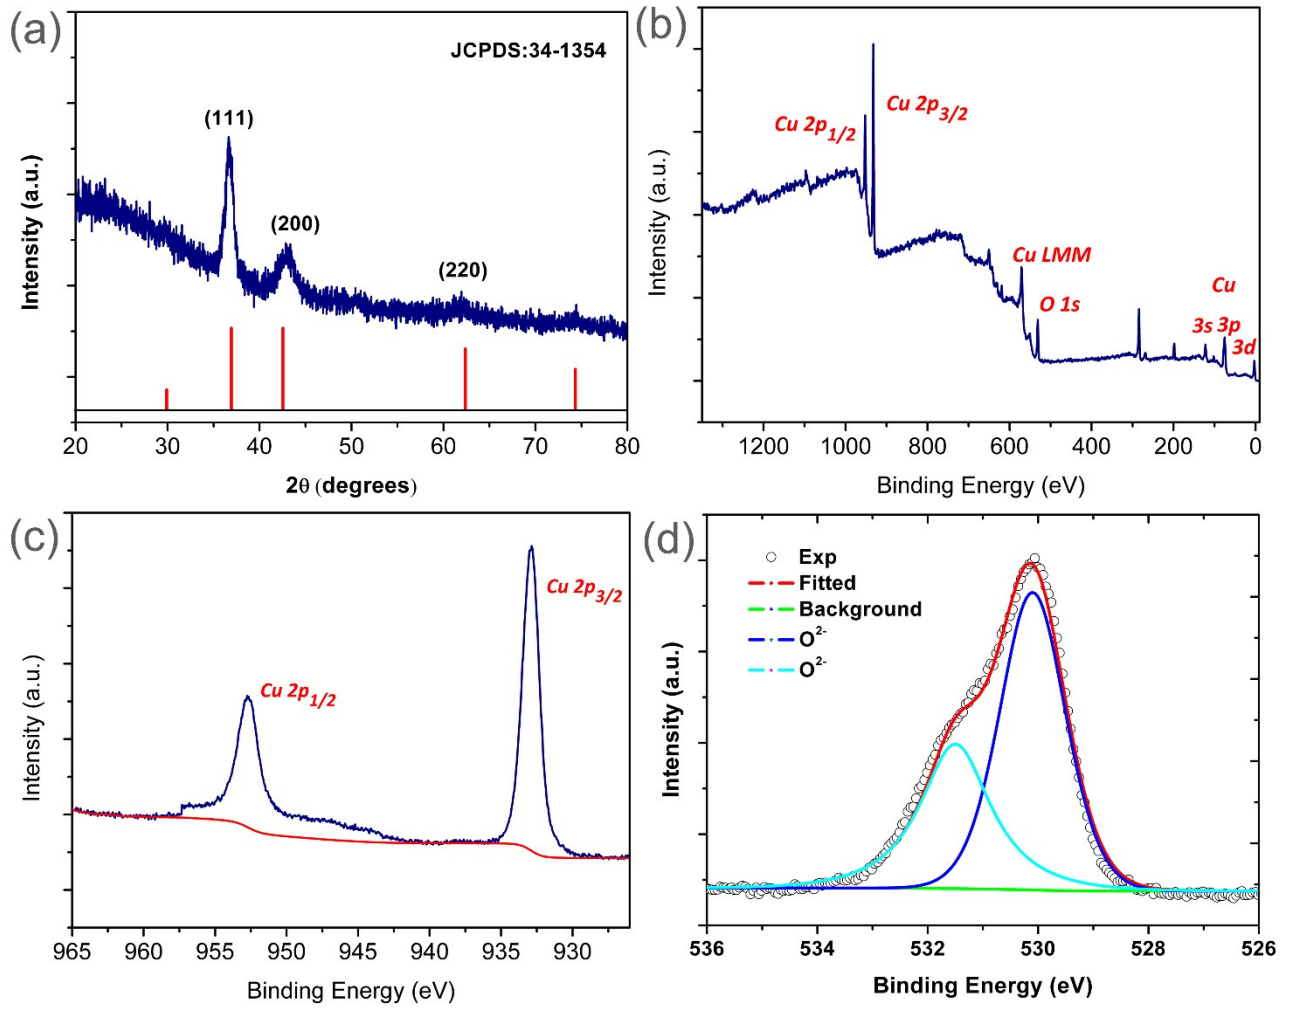 (a)
JCPDS:34-1354
(111)
(200)
(220)
Intensity (a.u.)
20 30 40 50 60 70 80
2θ (degrees)
(b)
Cu 2p3/2
Cu 2p1/2
Cu LMM
O 1s
Cu
3s 3p
3d
Intensity (a.u.)
1200 1000 800 600 400 200 0
Binding Energy (eV)
(c)
Cu 2p3/2
Cu 2p1/2
Intensity (a.u.)
965 960 955 950 945 940 935 930
Binding Energy (eV)
(d)
Exp
Fitted
Background
O2-
O2-
Intensity (a.u.)
536 534 532 530 528 526
Binding Energy (eV)